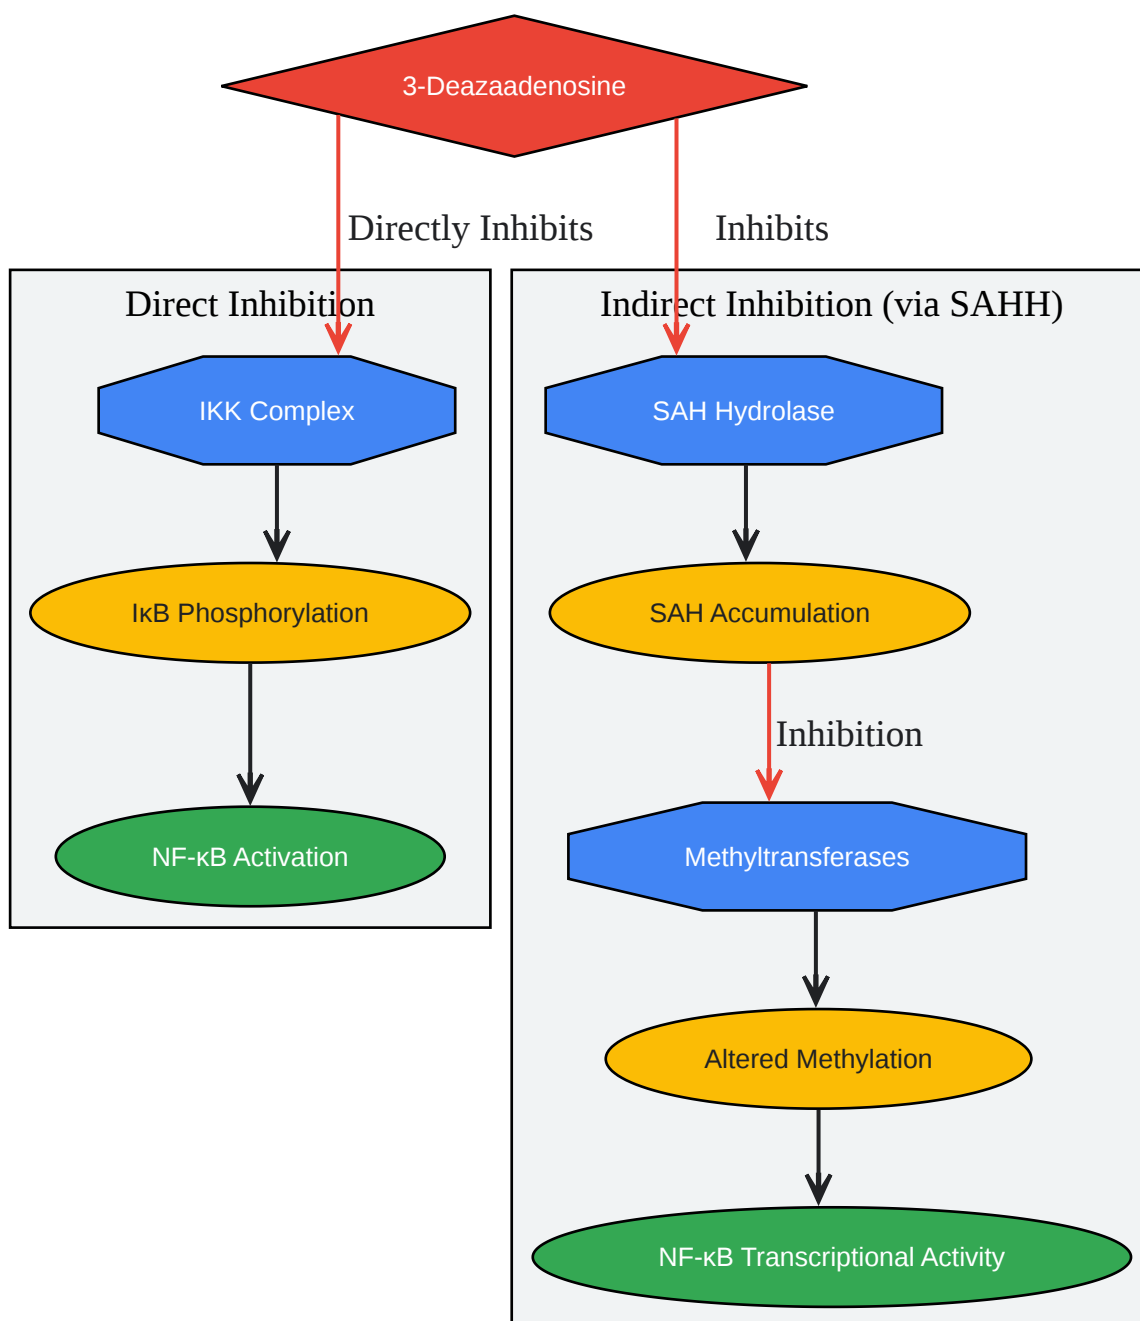 3-Deazaadenosine
Directly Inhibits
Inhibits
Direct Inhibition
IKK Complex
IκB Phosphorylation
NF-κB Activation
Indirect Inhibition (via SAHH)
SAH Hydrolase
SAH Accumulation
Inhibition
Methyltransferases
Altered Methylation
NF-κB Transcriptional Activity